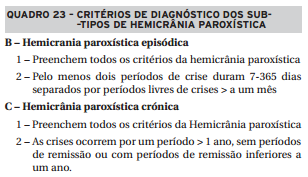 QUADRO 23 – CRITÉRIOS DE DIAGNÓSTICO DOS SUB-
-TIPOS DE HEMICRÂNIA PAROXÍSTICA
B – Hemicrania paroxística episódica
1 – Preenchem todos os critérios da hemicrânia paroxística
2 – Pelo menos dois períodos de crise duram 7-365 dias
separados por períodos livres de crises > a um mês
C – Hemicrânia paroxística crónica
1 – Preenchem todos os critérios da Hemicrânia paroxística
2 – As crises ocorrem por um período > 1 ano, sem períodos
de remissão ou com períodos de remissão inferiores a
um ano.